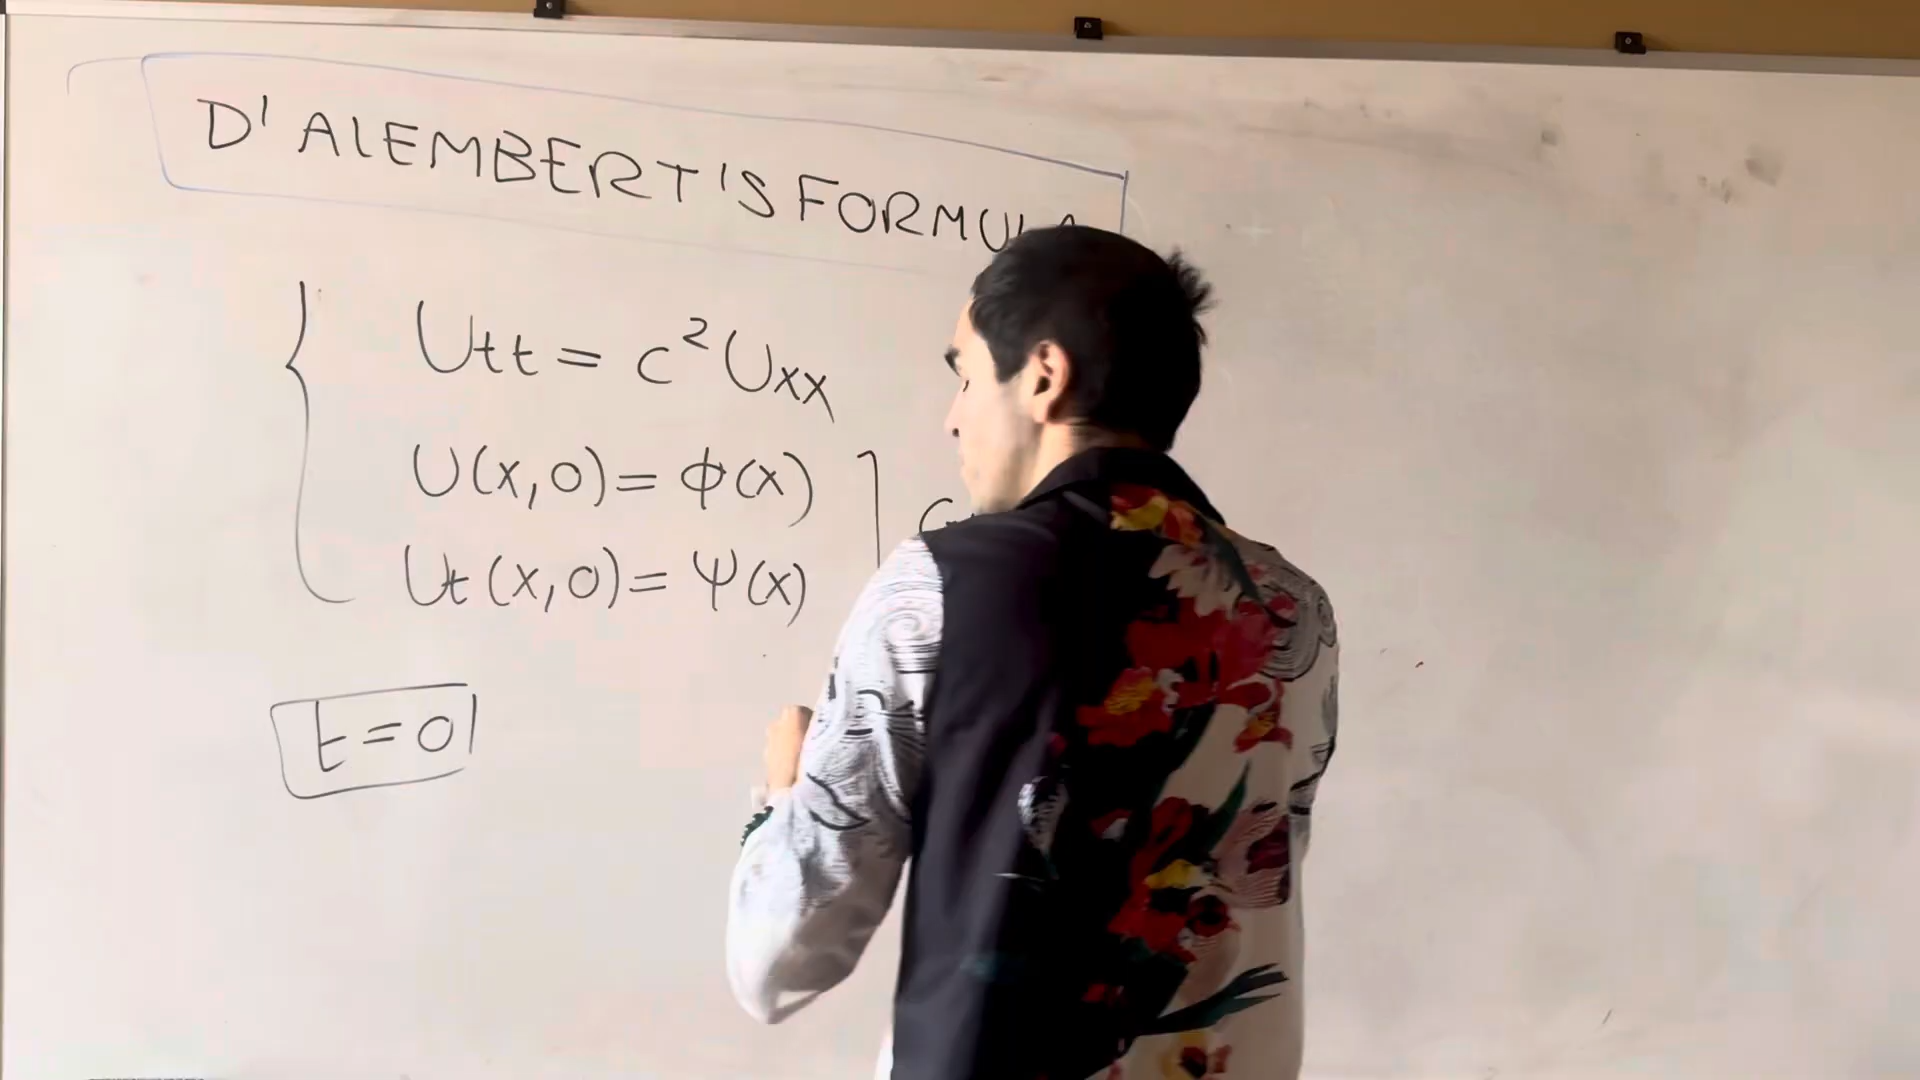 D'ALEMBERT'S FORMULA
Utt = c²Uxx
U(x,0) = ϕ(x)
Ut(x,0) = Ψ(x)
t=0